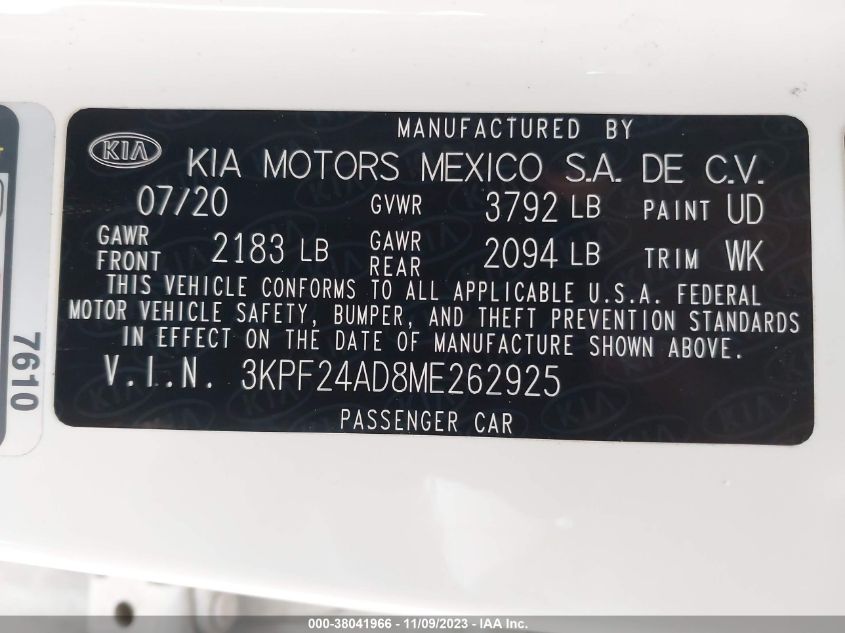 MANUFACTURED BY
KIA KIA MOTORS MEXICO S.A. DE C.V.
07/20 GVWR 3792 LB PAINT UD
GAWR FRONT 2183 LB GAWR REAR 2094 LB TRIM WK
THIS VEHICLE CONFORMS TO ALL APPLICABLE U.S.A. FEDERAL
MOTOR VEHICLE SAFETY, BUMPER, AND THEFT PREVENTION STANDARDS
IN EFFECT ON THE DATE OF MANUFACTURE SHOWN ABOVE.
V.I.N. 3KPF24AD8ME262925
PASSENGER CAR
7610
000-38041966 - 11/09/2023 - IAAI.com